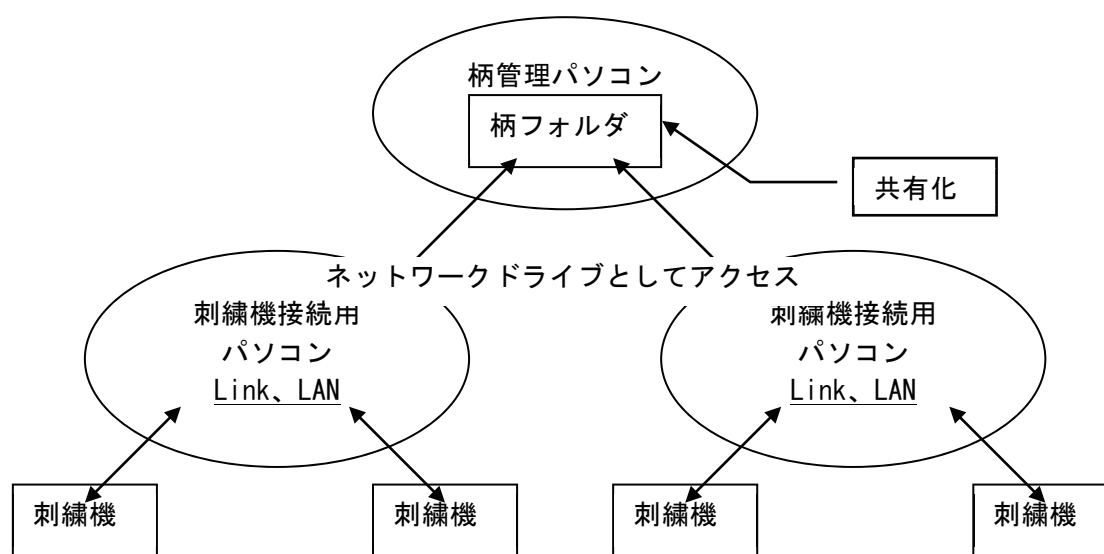 柄管理パソコン
柄フォルダ
共有化
ネットワークドライブとしてアクセス
刺繍機接続用
パソコン
Link、LAN
刺繍機接続用
パソコン
Link、LAN
刺繍機
刺繍機
刺繍機
刺繍機